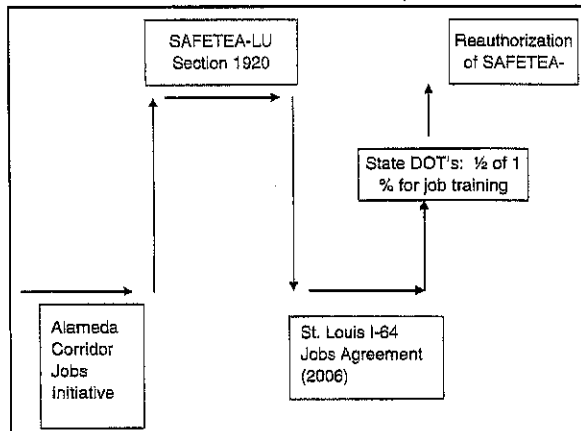 SAFETEA-LU
Section 1920
Reauthorization
of SAFETEA-
State DOT's: ½ of 1
% for job training
Alameda
Corridor
Jobs
Initiative
St. Louis I-64
Jobs Agreement
(2006)